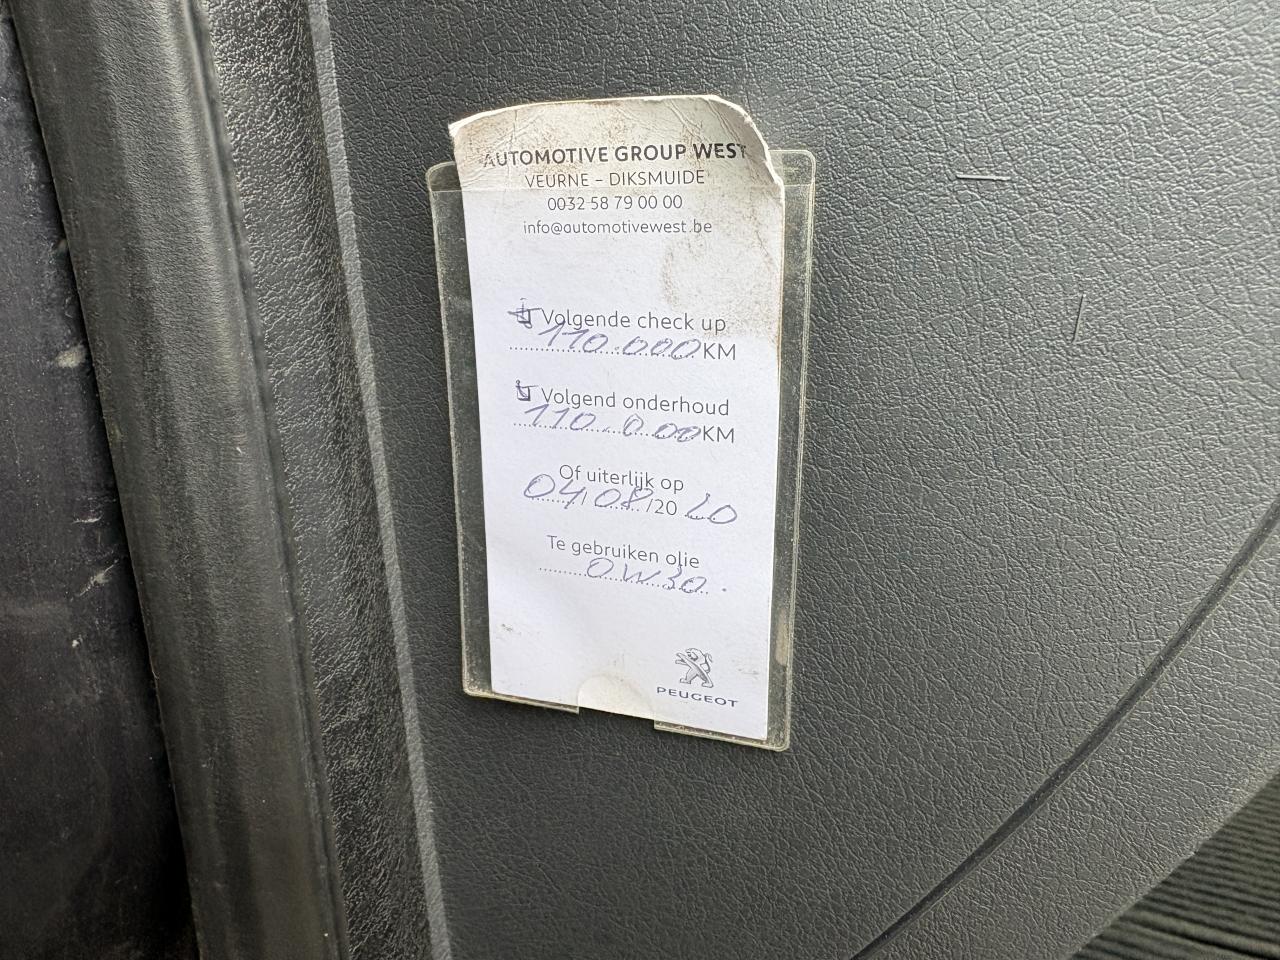 AUTOMOTIVE GROUP WEST
VEURNE – DIKSMUIDE
0032 58 79 00 00
info@automotivewest.be
Volgende check up
110.000 KM
Volgend onderhoud
110.000 KM
Of uiterlijk op
04/08/20 20
Te gebruiken olie
0W30.
PEUGEOT